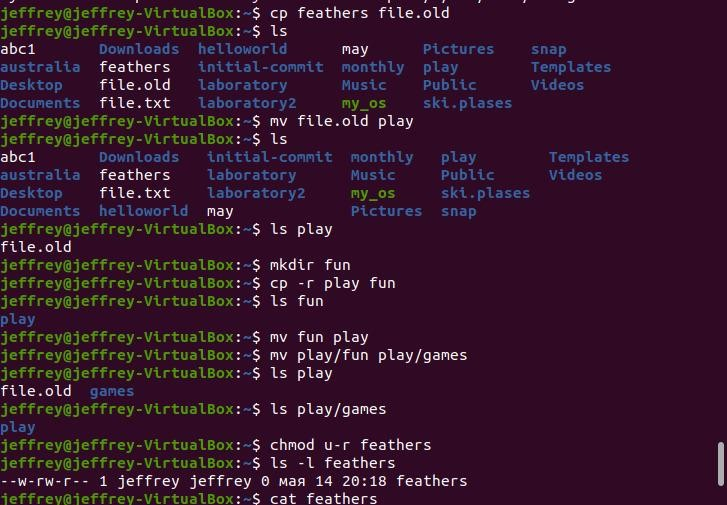 jeffrey@jeffrey-VirtualBox:~$ cp feathers file.old
jeffrey@jeffrey-VirtualBox:~$ ls
abc1 Downloads helloworld may Pictures snap
australia feathers initial-commit monthly play Templates
Desktop file.old laboratory Music Public Videos
Documents file.txt laboratory2 my_os ski.plases
jeffrey@jeffrey-VirtualBox:~$ mv file.old play
jeffrey@jeffrey-VirtualBox:~$ ls
abc1 Downloads initial-commit monthly play Templates
australia feathers laboratory Music Public Videos
Desktop file.txt laboratory2 my_os ski.plases
Documents helloworld may Pictures snap
jeffrey@jeffrey-VirtualBox:~$ ls play
file.old
jeffrey@jeffrey-VirtualBox:~$ mkdir fun
jeffrey@jeffrey-VirtualBox:~$ cp -r play fun
jeffrey@jeffrey-VirtualBox:~$ ls fun
play
jeffrey@jeffrey-VirtualBox:~$ mv fun play
jeffrey@jeffrey-VirtualBox:~$ mv play/fun play/games
jeffrey@jeffrey-VirtualBox:~$ ls play
file.old games
jeffrey@jeffrey-VirtualBox:~$ ls play/games
play
jeffrey@jeffrey-VirtualBox:~$ chmod u-r feathers
jeffrey@jeffrey-VirtualBox:~$ ls -l feathers
--w-rw-r-- 1 jeffrey jeffrey 0 мая 14 20:18 feathers
jeffrey@jeffrey-VirtualBox:~$ cat feathers